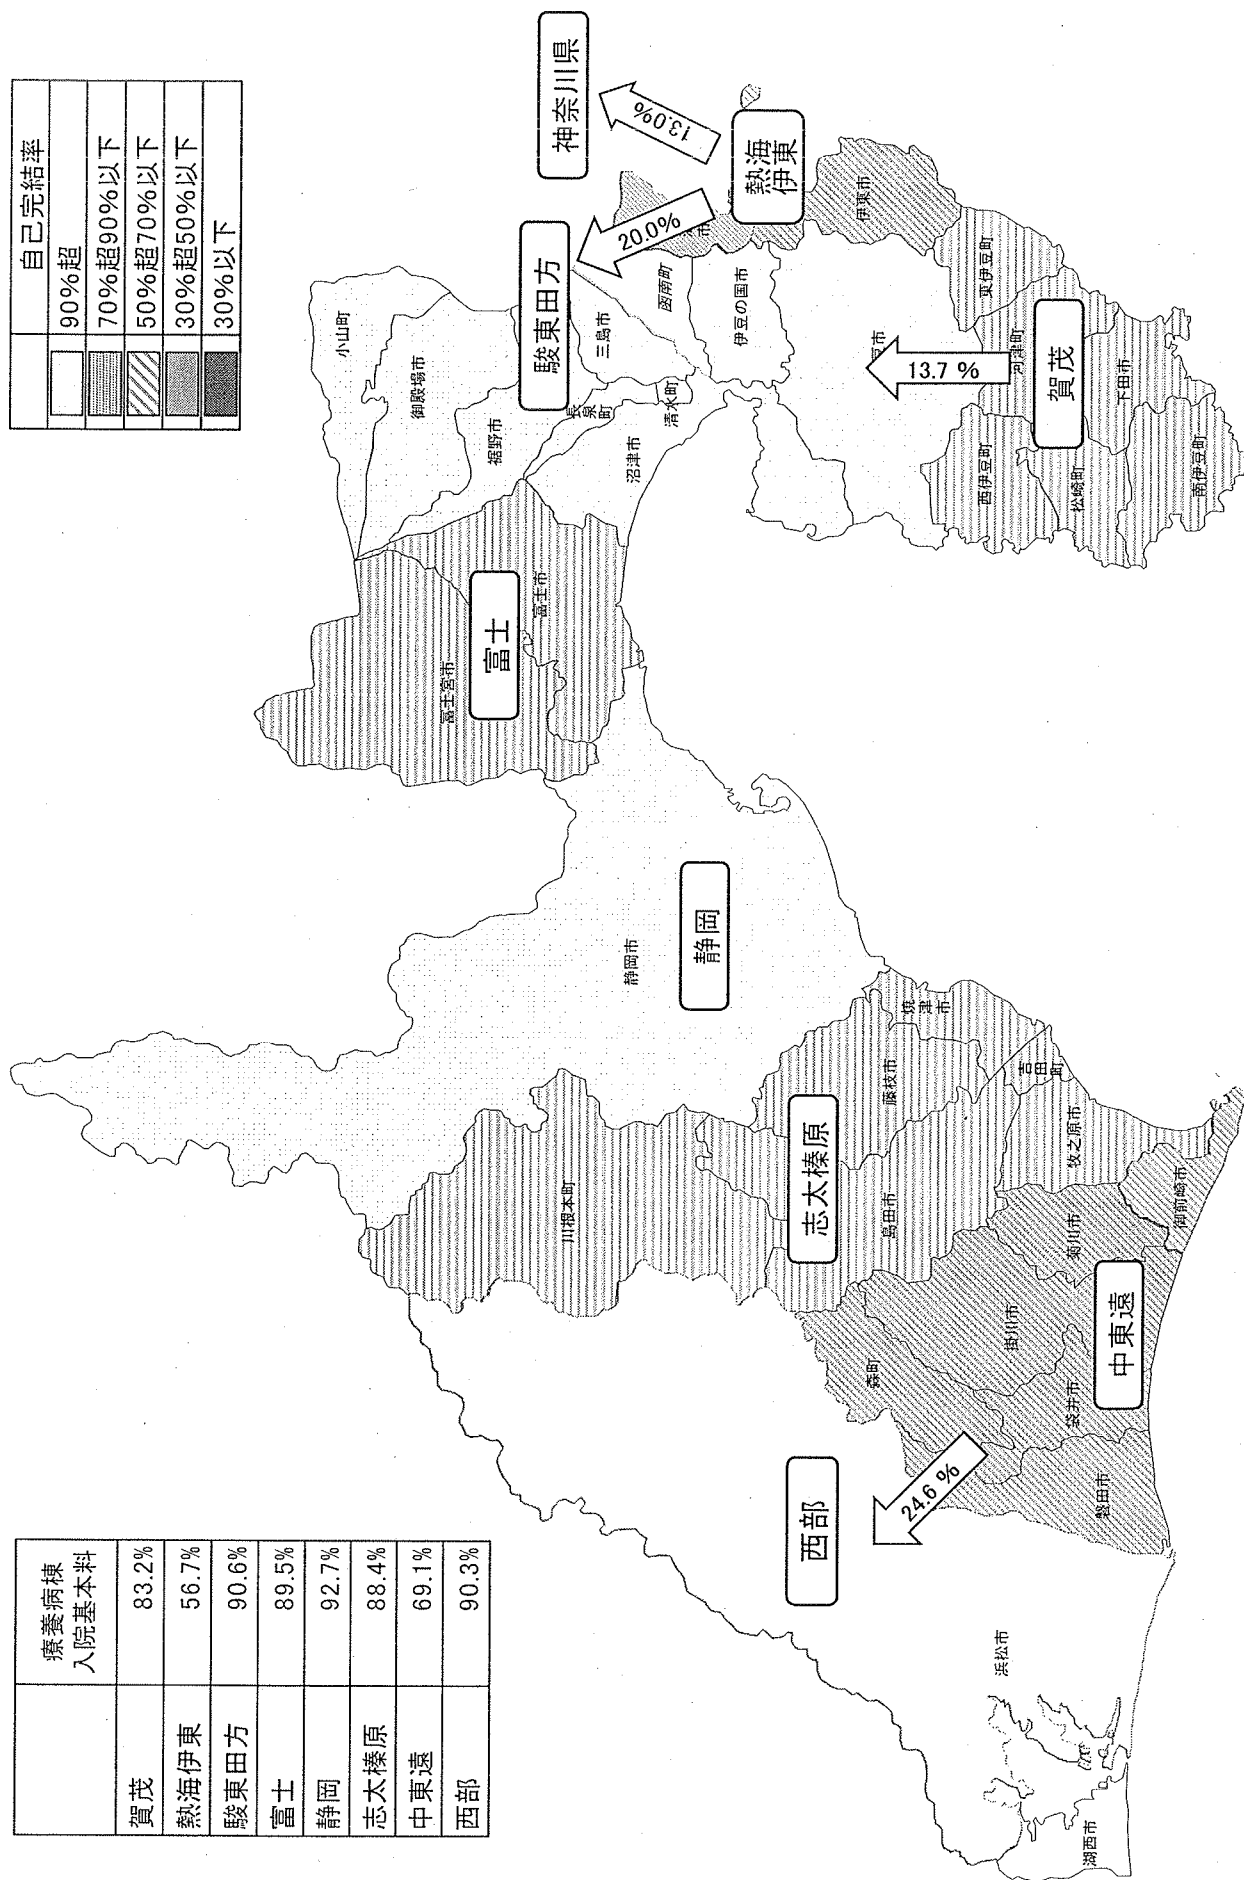 療養病棟
入院基本料
賀茂 83.2%
熱海伊東 56.7%
駿東田方 90.6%
富士 89.5%
静岡 92.7%
志太榛原 88.4%
中東遠 69.1%
西部 90.3%
自己完結率
90%超
70%超90%以下
50%超70%以下
30%超50%以下
30%以下
神奈川県
13.0%
熱海
伊東
20.0%
駿東田方
小山町
御殿場市
裾野市
長泉町
三島市
清水町
函南町
沼津市
伊豆の国市
豆市
市
伊東市
13.7 %
賀茂
東伊豆町
河津町
下田市
西伊豆町
松崎町
南伊豆町
富士
富士宮市
富士市
静岡
静岡市
志太榛原
川根本町
藤枝市
焼津市
島田市
吉田町
牧之原市
中東遠
御前崎市
菊川市
掛川市
森町
袋井市
磐田市
24.6 %
西部
浜松市
湖西市